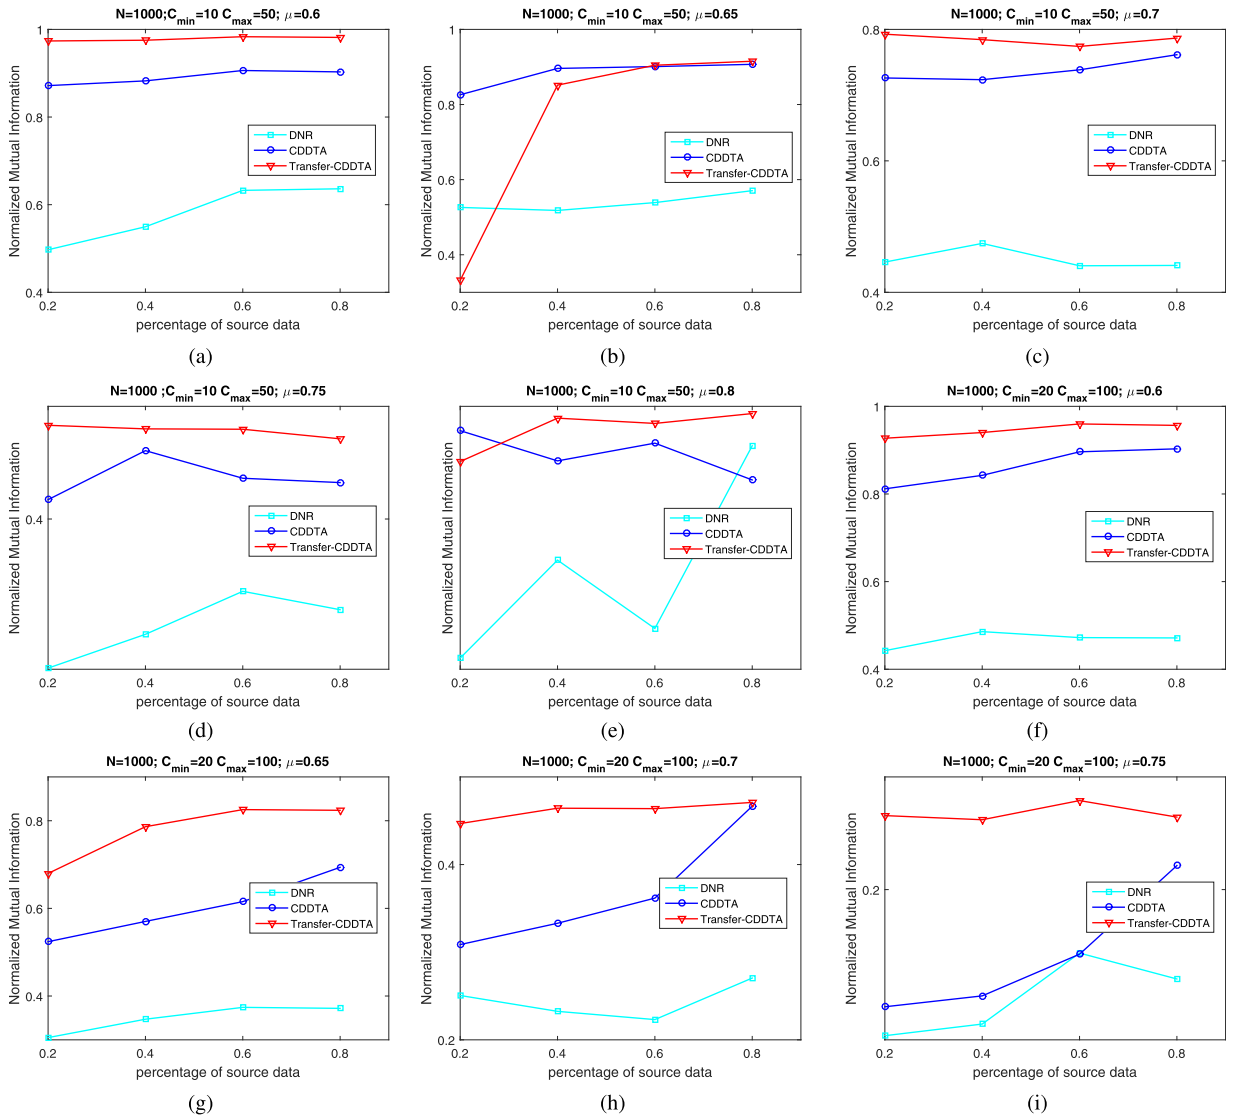 N=1000;Cmin=10 Cmax=50; μ=0.6
Normalized Mutual Information
1
0.8
0.6
0.4
DNR
CDDTA
Transfer-CDDTA
0.2 0.4 0.6 0.8
percentage of source data
(a)
N=1000; Cmin=10 Cmax=50; μ=0.65
Normalized Mutual Information
1
0.8
0.6
0.4
DNR
CDDTA
Transfer-CDDTA
0.2 0.4 0.6 0.8
percentage of source data
(b)
N=1000; Cmin=10 Cmax=50; μ=0.7
Normalized Mutual Information
0.8
0.6
0.4
DNR
CDDTA
Transfer-CDDTA
0.2 0.4 0.6 0.8
percentage of source data
(c)
N=1000 ;Cmin=10 Cmax=50; μ=0.75
Normalized Mutual Information
0.4
DNR
CDDTA
Transfer-CDDTA
0.2 0.4 0.6 0.8
percentage of source data
(d)
N=1000; Cmin=10 Cmax=50; μ=0.8
Normalized Mutual Information
DNR
CDDTA
Transfer-CDDTA
0.2 0.4 0.6 0.8
percentage of source data
(e)
N=1000; Cmin=20 Cmax=100; μ=0.6
Normalized Mutual Information
1
0.8
0.6
0.4
DNR
CDDTA
Transfer-CDDTA
0.2 0.4 0.6 0.8
percentage of source data
(f)
N=1000; Cmin=20 Cmax=100; μ=0.65
Normalized Mutual Information
0.8
0.6
0.4
DNR
CDDTA
Transfer-CDDTA
0.2 0.4 0.6 0.8
percentage of source data
(g)
N=1000; Cmin=20 Cmax=100; μ=0.7
Normalized Mutual Information
0.4
0.2
DNR
CDDTA
Transfer-CDDTA
0.2 0.4 0.6 0.8
percentage of source data
(h)
N=1000; Cmin=20 Cmax=100; μ=0.75
Normalized Mutual Information
0.2
DNR
CDDTA
Transfer-CDDTA
0.2 0.4 0.6 0.8
percentage of source data
(i)